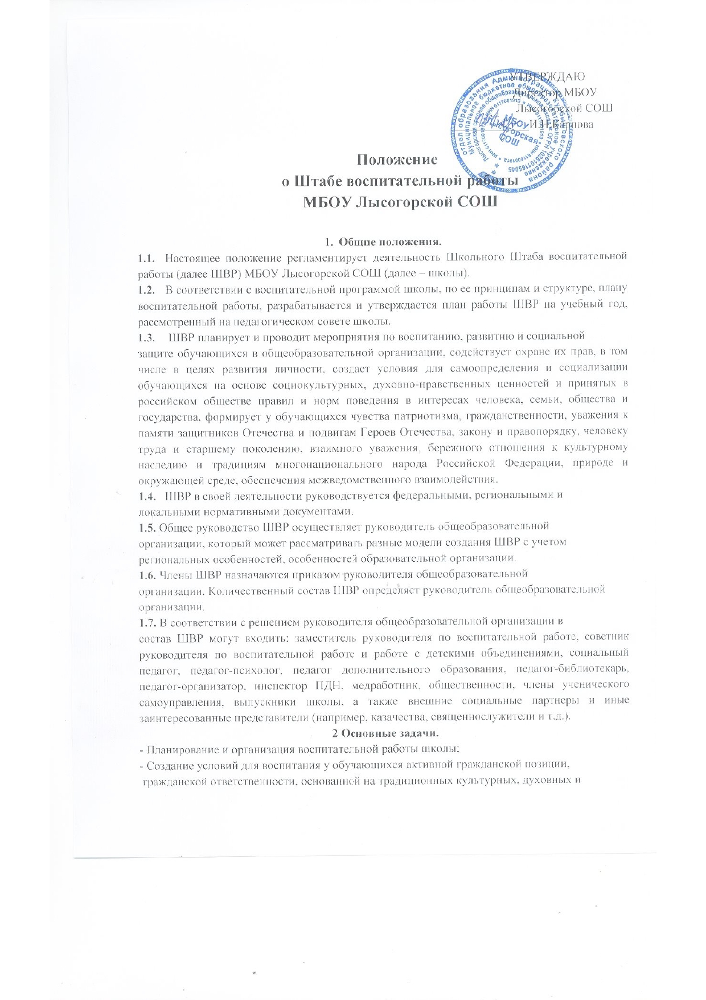 УТВЕРЖДАЮ
Директор МБОУ
Лысогорской СОШ
И.Н.Карпова
МБОУ
Лысогорская
СОШ
Положение
о Штабе воспитательной работы
МБОУ Лысогорской СОШ
1. Общие положения.
1.1. Настоящее положение регламентирует деятельность Школьного Штаба воспитательной
работы (далее ШВР) МБОУ Лысогорской СОШ (далее – школы).
1.2. В соответствии с воспитательной программой школы, по ее принципам и структуре, плану
воспитательной работы, разрабатывается и утверждается план работы ШВР на учебный год,
рассмотренный на педагогическом совете школы.
1.3. ШВР планирует и проводит мероприятия по воспитанию, развитию и социальной
защите обучающихся в общеобразовательной организации, содействует охране их прав, в том
числе в целях развития личности, создает условия для самоопределения и социализации
обучающихся на основе социокультурных, духовно-нравственных ценностей и принятых в
российском обществе правил и норм поведения в интересах человека, семьи, общества и
государства, формирует у обучающихся чувства патриотизма, гражданственности, уважения к
памяти защитников Отечества и подвигам Героев Отечества, закону и правопорядку, человеку
труда и старшему поколению, взаимного уважения, бережного отношения к культурному
наследию и традициям многонационального народа Российской Федерации, природе и
окружающей среде, обеспечения межведомственного взаимодействия.
1.4. ШВР в своей деятельности руководствуется федеральными, региональными и
локальными нормативными документами.
1.5. Общее руководство ШВР осуществляет руководитель общеобразовательной
организации, который может рассматривать разные модели создания ШВР с учетом
региональных особенностей, особенностей образовательной организации.
1.6. Члены ШВР назначаются приказом руководителя общеобразовательной
организации. Количественный состав ШВР определяет руководитель общеобразовательной
организации.
1.7. В соответствии с решением руководителя общеобразовательной организации в
состав ШВР могут входить: заместитель руководителя по воспитательной работе, советник
руководителя по воспитательной работе и работе с детскими объединениями, социальный
педагог, педагог-психолог, педагог дополнительного образования, педагог-библиотекарь,
педагог-организатор, инспектор ПДН, медработник, общественности, члены ученического
самоуправления, выпускники школы, а также внешние социальные партнеры и иные
заинтересованные представители (например, казачества, священнослужители и т.д.).
2 Основные задачи.
- Планирование и организация воспитательной работы школы;
- Создание условий для воспитания у обучающихся активной гражданской позиции,
гражданской ответственности, основанной на традиционных культурных, духовных и